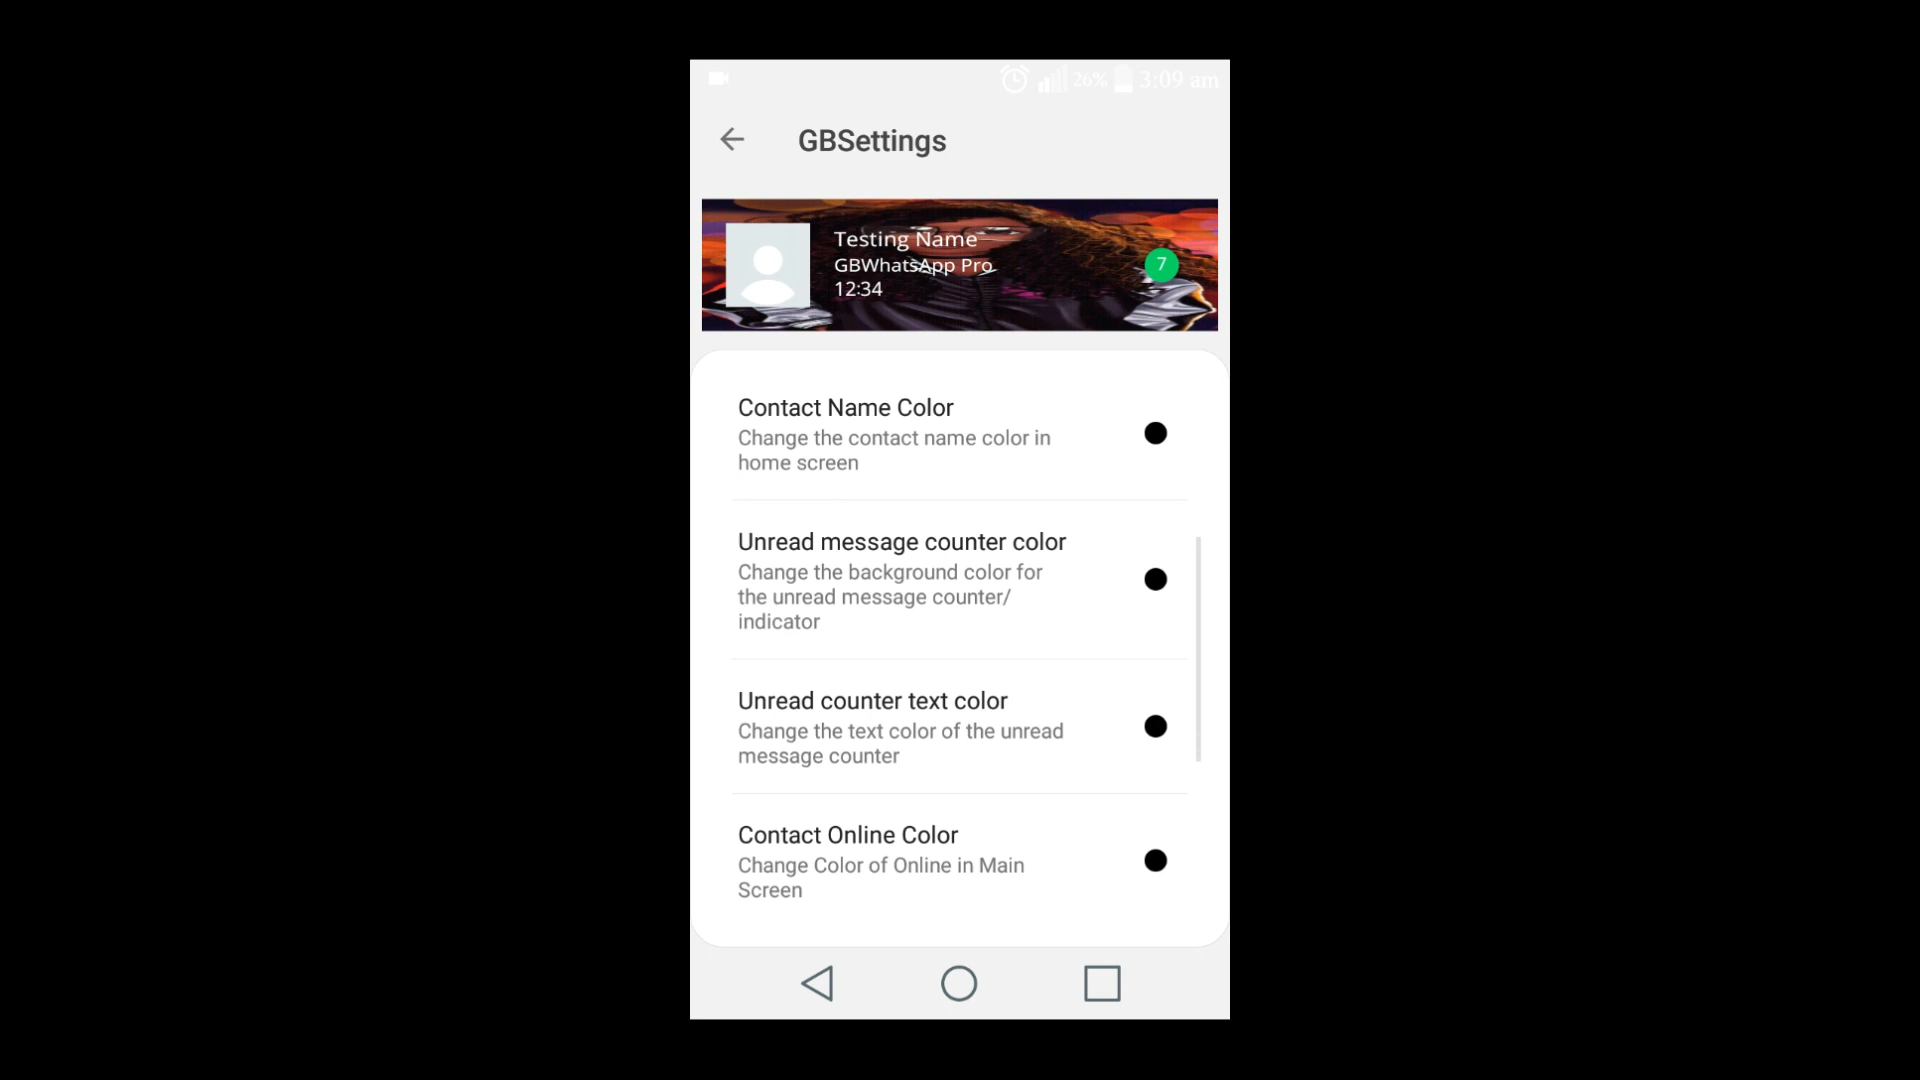 26% 3:09 am
GBSettings
Testing Name
GBWhatsApp Pro
12:34
7
Contact Name Color
Change the contact name color in
home screen
Unread message counter color
Change the background color for
the unread message counter/
indicator
Unread counter text color
Change the text color of the unread
message counter
Contact Online Color
Change Color of Online in Main
Screen